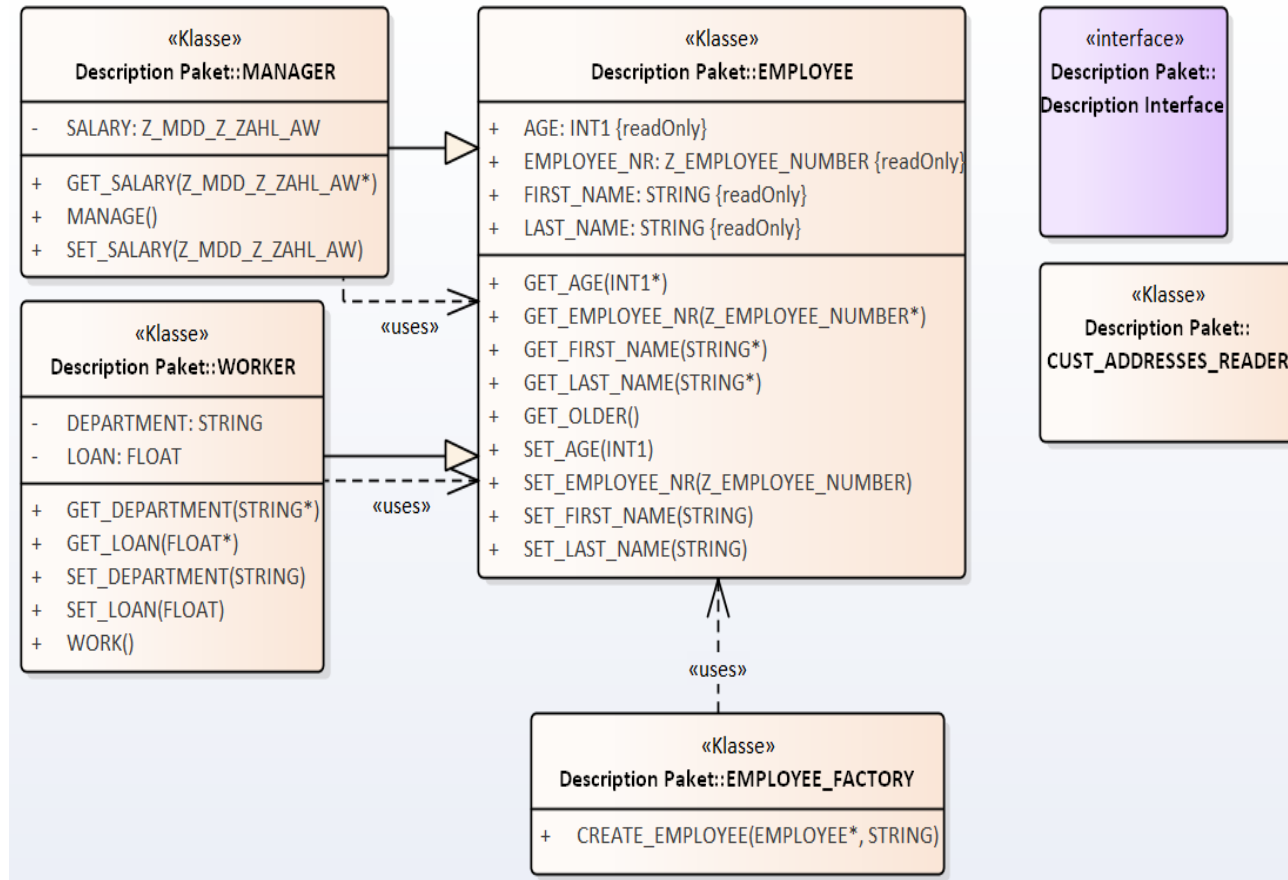 «Klasse»
Description Paket::MANAGER
- SALARY: Z_MDD_Z_ZAHL_AW
+ GET_SALARY(Z_MDD_Z_ZAHL_AW*)
+ MANAGE()
+ SET_SALARY(Z_MDD_Z_ZAHL_AW)
«uses»
«Klasse»
Description Paket::WORKER
- DEPARTMENT: STRING
- LOAN: FLOAT
+ GET_DEPARTMENT(STRING*)
+ GET_LOAN(FLOAT*)
+ SET_DEPARTMENT(STRING)
+ SET_LOAN(FLOAT)
+ WORK()
«uses»
«Klasse»
Description Paket::EMPLOYEE
+ AGE: INT1 {readOnly}
+ EMPLOYEE_NR: Z_EMPLOYEE_NUMBER {readOnly}
+ FIRST_NAME: STRING {readOnly}
+ LAST_NAME: STRING {readOnly}
+ GET_AGE(INT1*)
+ GET_EMPLOYEE_NR(Z_EMPLOYEE_NUMBER*)
+ GET_FIRST_NAME(STRING*)
+ GET_LAST_NAME(STRING*)
+ GET_OLDER()
+ SET_AGE(INT1)
+ SET_EMPLOYEE_NR(Z_EMPLOYEE_NUMBER)
+ SET_FIRST_NAME(STRING)
+ SET_LAST_NAME(STRING)
«uses»
«Klasse»
Description Paket::EMPLOYEE_FACTORY
+ CREATE_EMPLOYEE(EMPLOYEE*, STRING)
«interface»
Description Paket::
Description Interface
«Klasse»
Description Paket::
CUST_ADDRESSES_READER